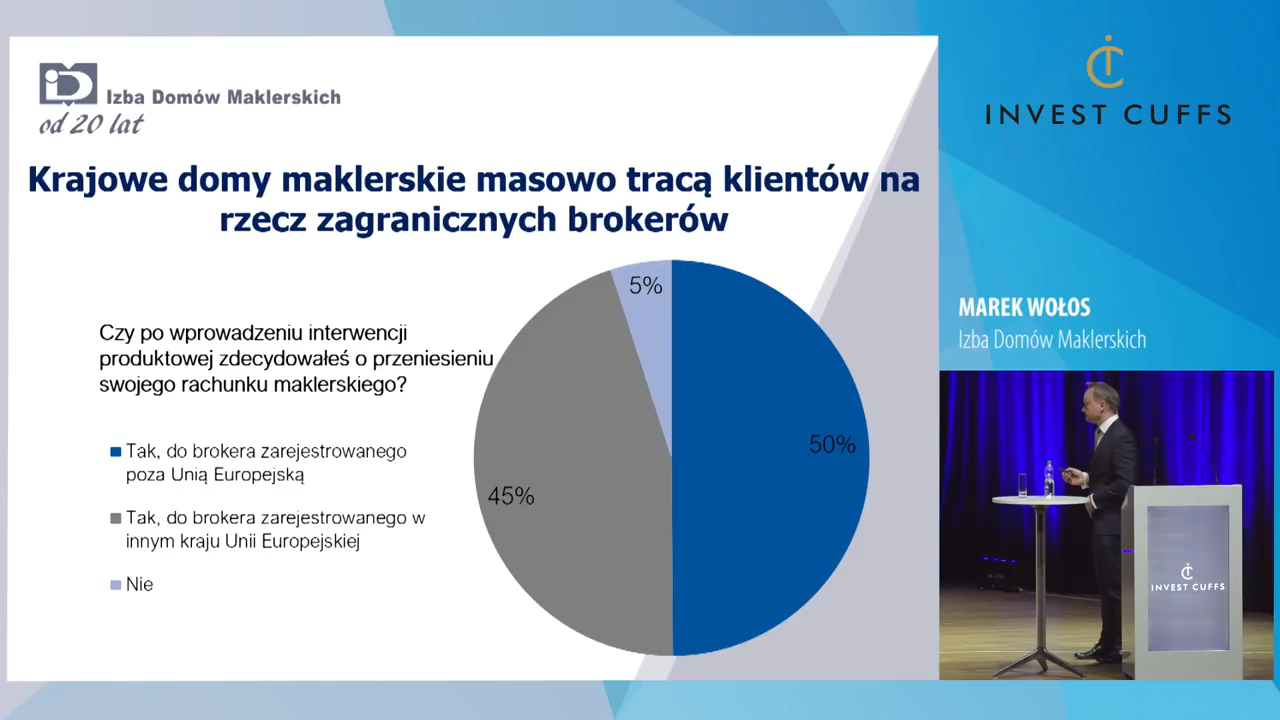 iD Izba Domów Maklerskich
od 20 lat
Krajowe domy maklerskie masowo tracą klientów na
rzecz zagranicznych brokerów
Czy po wprowadzeniu interwencji
produktowej zdecydowałeś o przeniesieniu
swojego rachunku maklerskiego?
Tak, do brokera zarejestrowanego
poza Unią Europejską
Tak, do brokera zarejestrowanego w
innym kraju Unii Europejskiej
Nie
5%
50%
45%
INVEST CUFFS
MAREK WOŁOS
Izba Domów Maklerskich
INVEST CUFFS